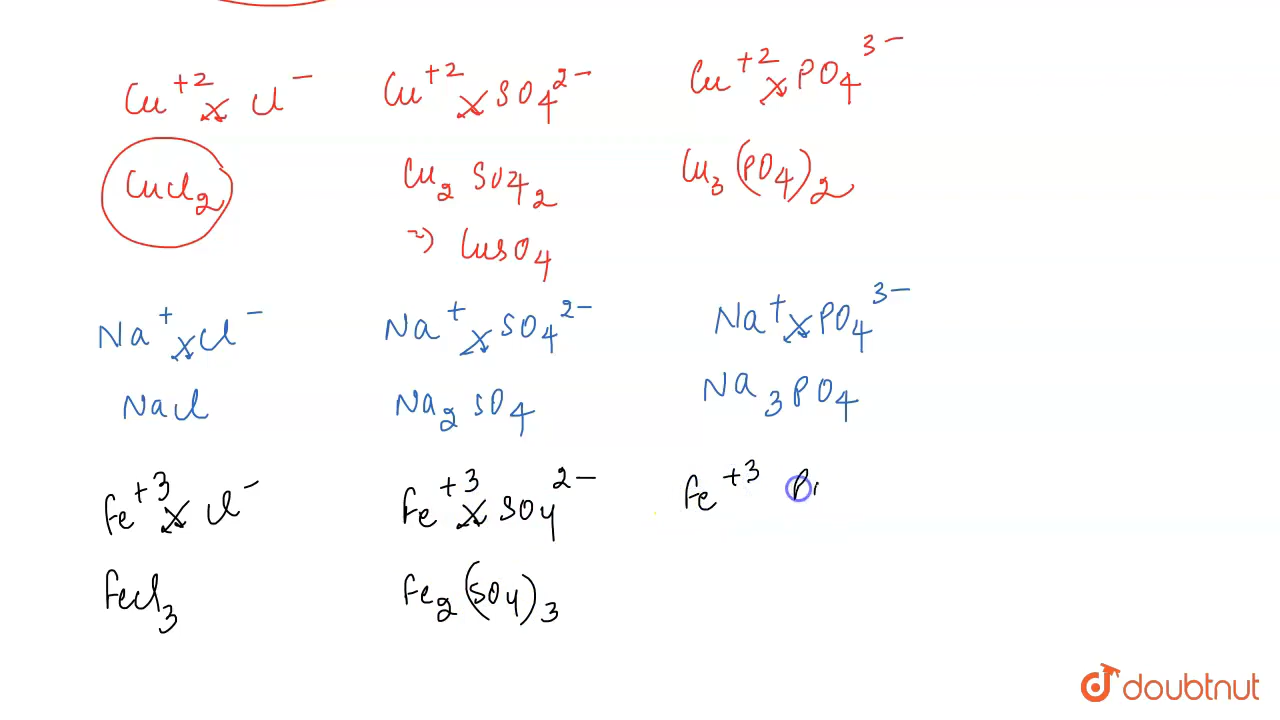 Cu+2 Cl− Cu+2 SO4 2− Cu+2 PO4 3−
CuCl2 Cu2 SO4 2 Cu3 (PO4)2
⇒ CuSO4
Na+ Cl− Na+ SO4 2− Na+ PO4 3−
NaCl Na2 SO4 Na3 PO4
Fe+3 Cl− Fe+3 SO4 2− Fe+3 P
FeCl3 Fe2 (SO4)3
doubtnut